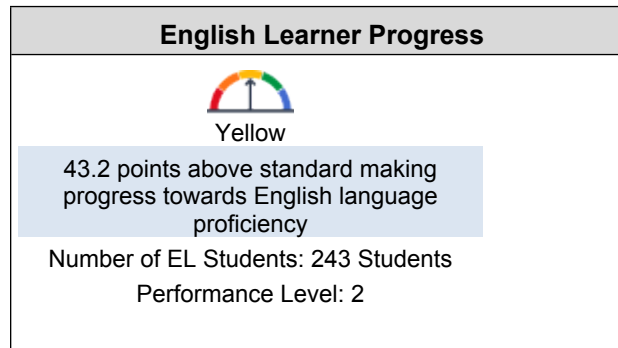 English Learner Progress
Yellow
43.2 points above standard making
progress towards English language
proficiency
Number of EL Students: 243 Students
Performance Level: 2